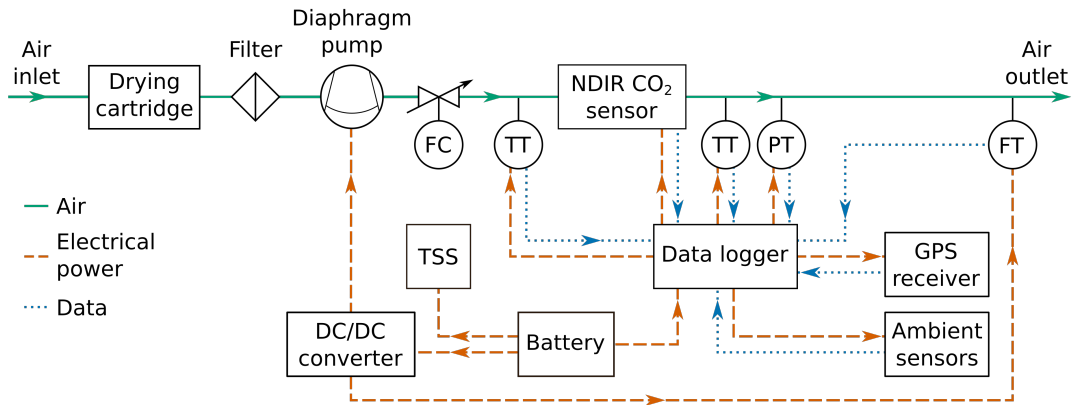 Air
inlet
Drying
cartridge
Filter
Diaphragm
pump
FC
TT
NDIR CO₂
sensor
TT
PT
Air
outlet
FT
Air
Electrical
power
Data
TSS
Data logger
GPS
receiver
DC/DC
converter
Battery
Ambient
sensors